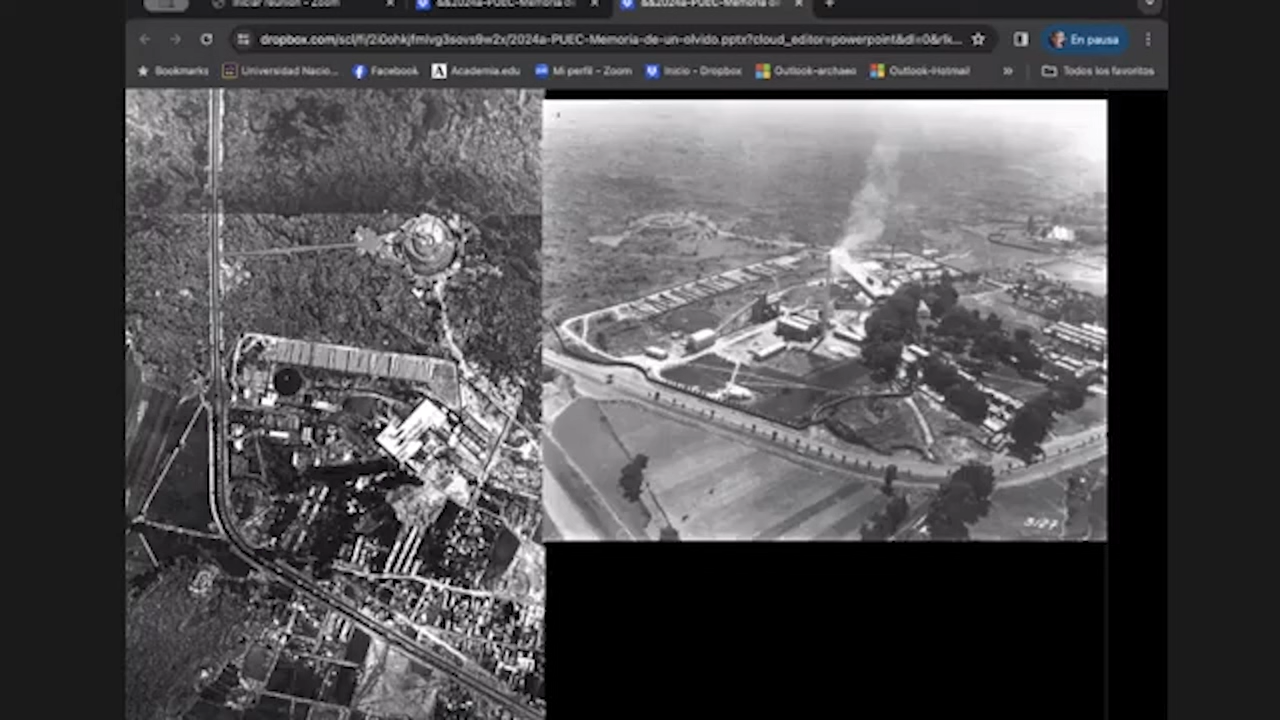 Iniciar reunión - Zoom &&2024a-PUEC-Memoria d &&2024a-PUEC-Memoria d
dropbox.com/scl/fi/2i0ohkjfmivg3sovs9w2x/2024a-PUEC-Memoria-de-un-olvido.pptx?cloud_editor=powerpoint&dl=0&rlk... En pausa
Bookmarks Universidad Nacio... Facebook Academia.edu Mi perfil - Zoom Inicio - Dropbox Outlook-archaeo Outlook-Hotmail » Todos los favoritos